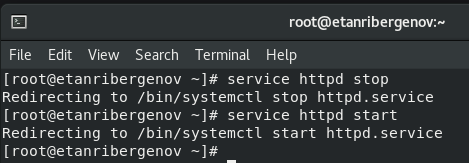 root@etanribergenov:~
File Edit View Search Terminal Help
[root@etanribergenov ~]# service httpd stop
Redirecting to /bin/systemctl stop httpd.service
[root@etanribergenov ~]# service httpd start
Redirecting to /bin/systemctl start httpd.service
[root@etanribergenov ~]#